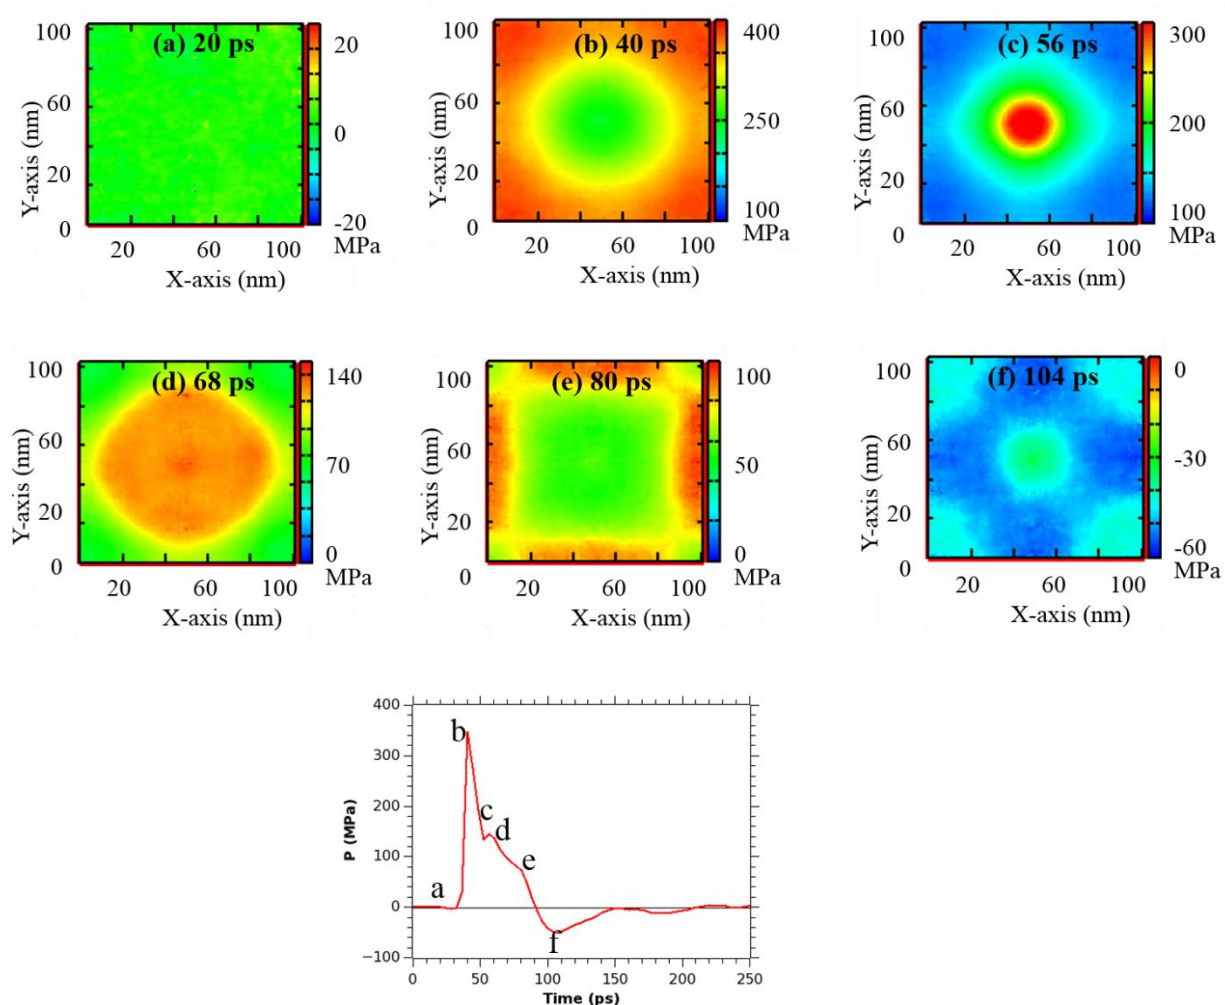 (a) 20 ps
100
60
20
0
Y-axis (nm)
20 60 100
X-axis (nm)
20
0
-20
MPa
(b) 40 ps
100
60
20
0
Y-axis (nm)
20 60 100
X-axis (nm)
400
250
100
MPa
(c) 56 ps
100
60
20
0
Y-axis (nm)
20 60 100
X-axis (nm)
300
200
100
MPa
(d) 68 ps
100
60
20
0
Y-axis (nm)
20 60 100
X-axis (nm)
140
70
0
MPa
(e) 80 ps
100
60
20
0
Y-axis (nm)
20 60 100
X-axis (nm)
100
50
0
MPa
(f) 104 ps
100
60
20
0
Y-axis (nm)
20 60 100
X-axis (nm)
0
-30
-60
MPa
400
300
200
100
0
−100
P (MPa)
a
b
c
d
e
f
0 50 100 150 200 250
Time (ps)